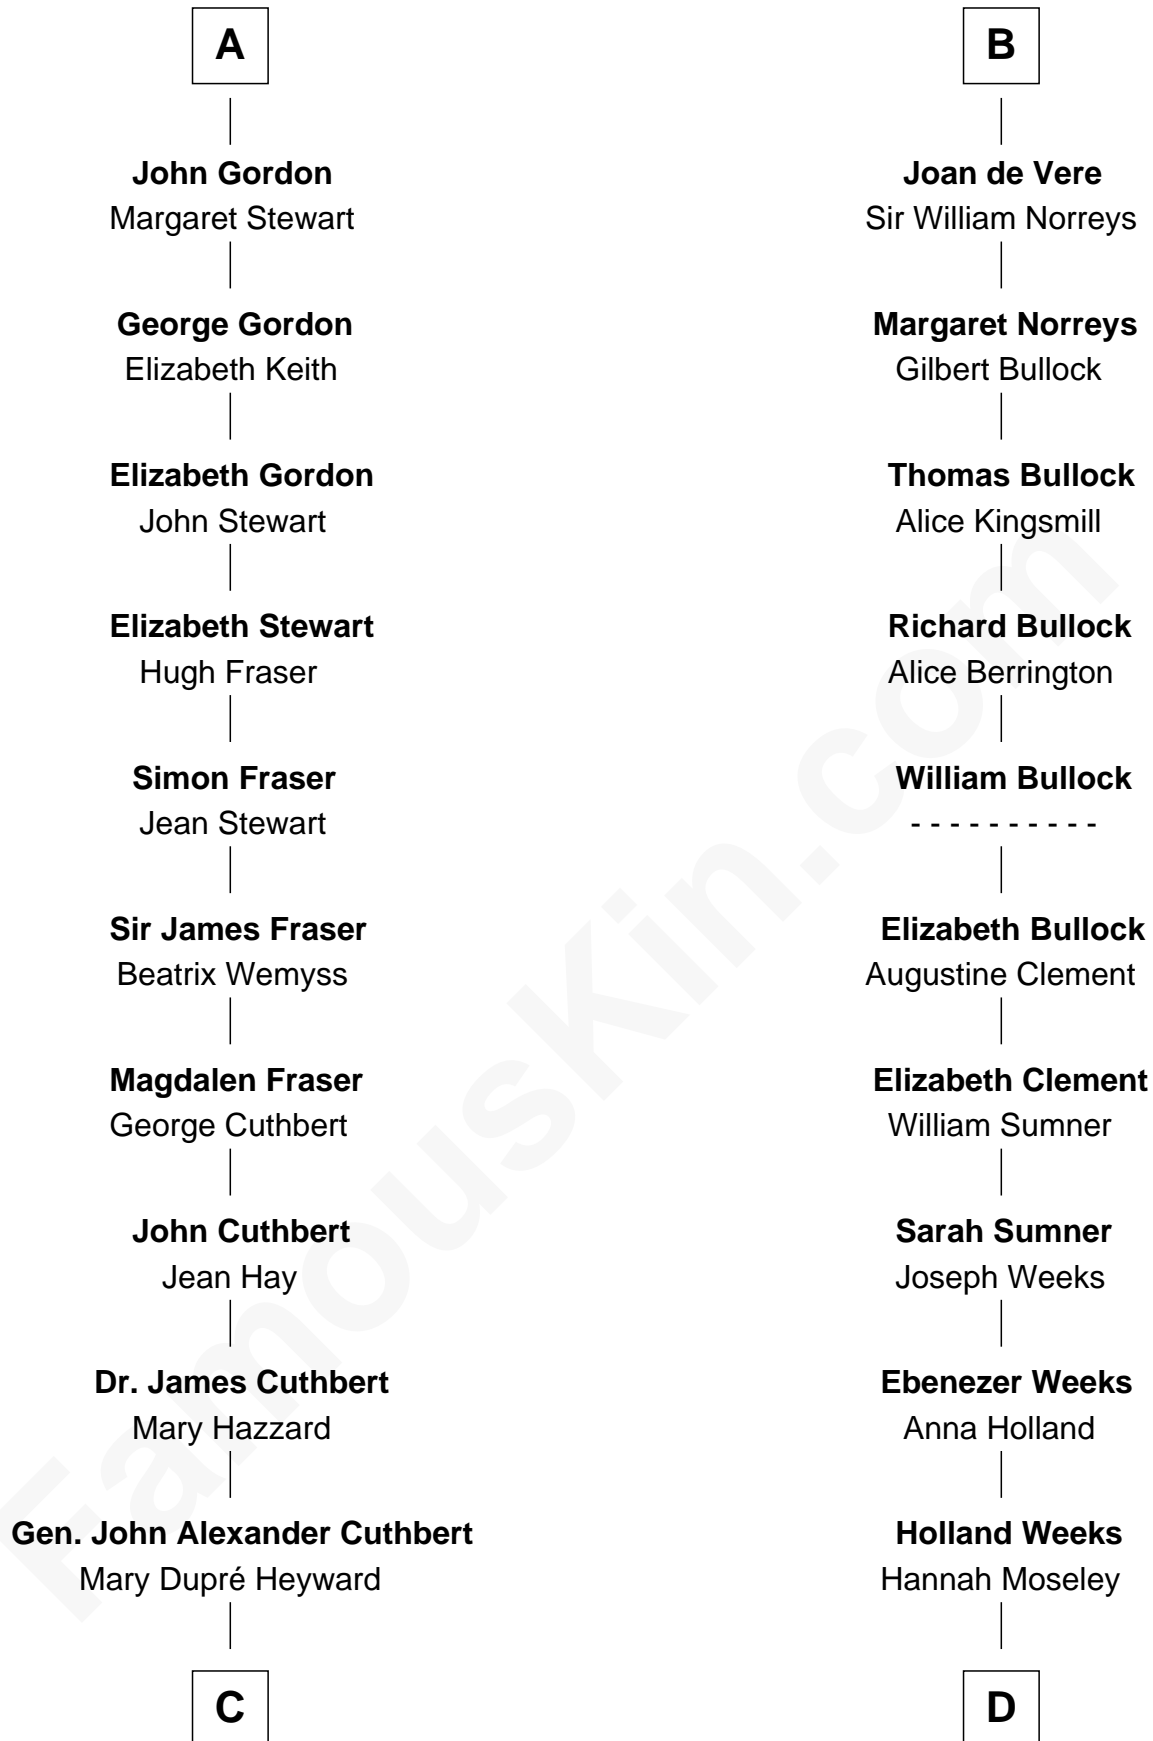 A
John Gordon
Margaret Stewart
George Gordon
Elizabeth Keith
Elizabeth Gordon
John Stewart
Elizabeth Stewart
Hugh Fraser
Simon Fraser
Jean Stewart
Sir James Fraser
Beatrix Wemyss
Magdalen Fraser
George Cuthbert
John Cuthbert
Jean Hay
Dr. James Cuthbert
Mary Hazzard
Gen. John Alexander Cuthbert
Mary Dupré Heyward
C
B
Joan de Vere
Sir William Norreys
Margaret Norreys
Gilbert Bullock
Thomas Bullock
Alice Kingsmill
Richard Bullock
Alice Berrington
William Bullock
- - - - - - - - - -
Elizabeth Bullock
Augustine Clement
Elizabeth Clement
William Sumner
Sarah Sumner
Joseph Weeks
Ebenezer Weeks
Anna Holland
Holland Weeks
Hannah Moseley
D
FamousKin.com